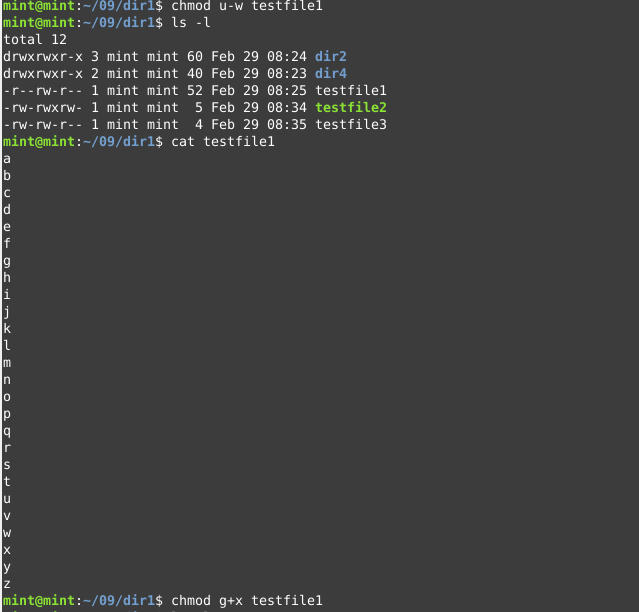 mint@mint:~/09/dir1$ chmod u-w testfile1
mint@mint:~/09/dir1$ ls -l
total 12
drwxrwxr-x 3 mint mint 60 Feb 29 08:24 dir2
drwxrwxr-x 2 mint mint 40 Feb 29 08:23 dir4
-r--rw-r-- 1 mint mint 52 Feb 29 08:25 testfile1
-rw-rwxrw- 1 mint mint  5 Feb 29 08:34 testfile2
-rw-rw-r-- 1 mint mint  4 Feb 29 08:35 testfile3
mint@mint:~/09/dir1$ cat testfile1
a
b
c
d
e
f
g
h
i
j
k
l
m
n
o
p
q
r
s
t
u
v
w
x
y
z
mint@mint:~/09/dir1$ chmod g+x testfile1